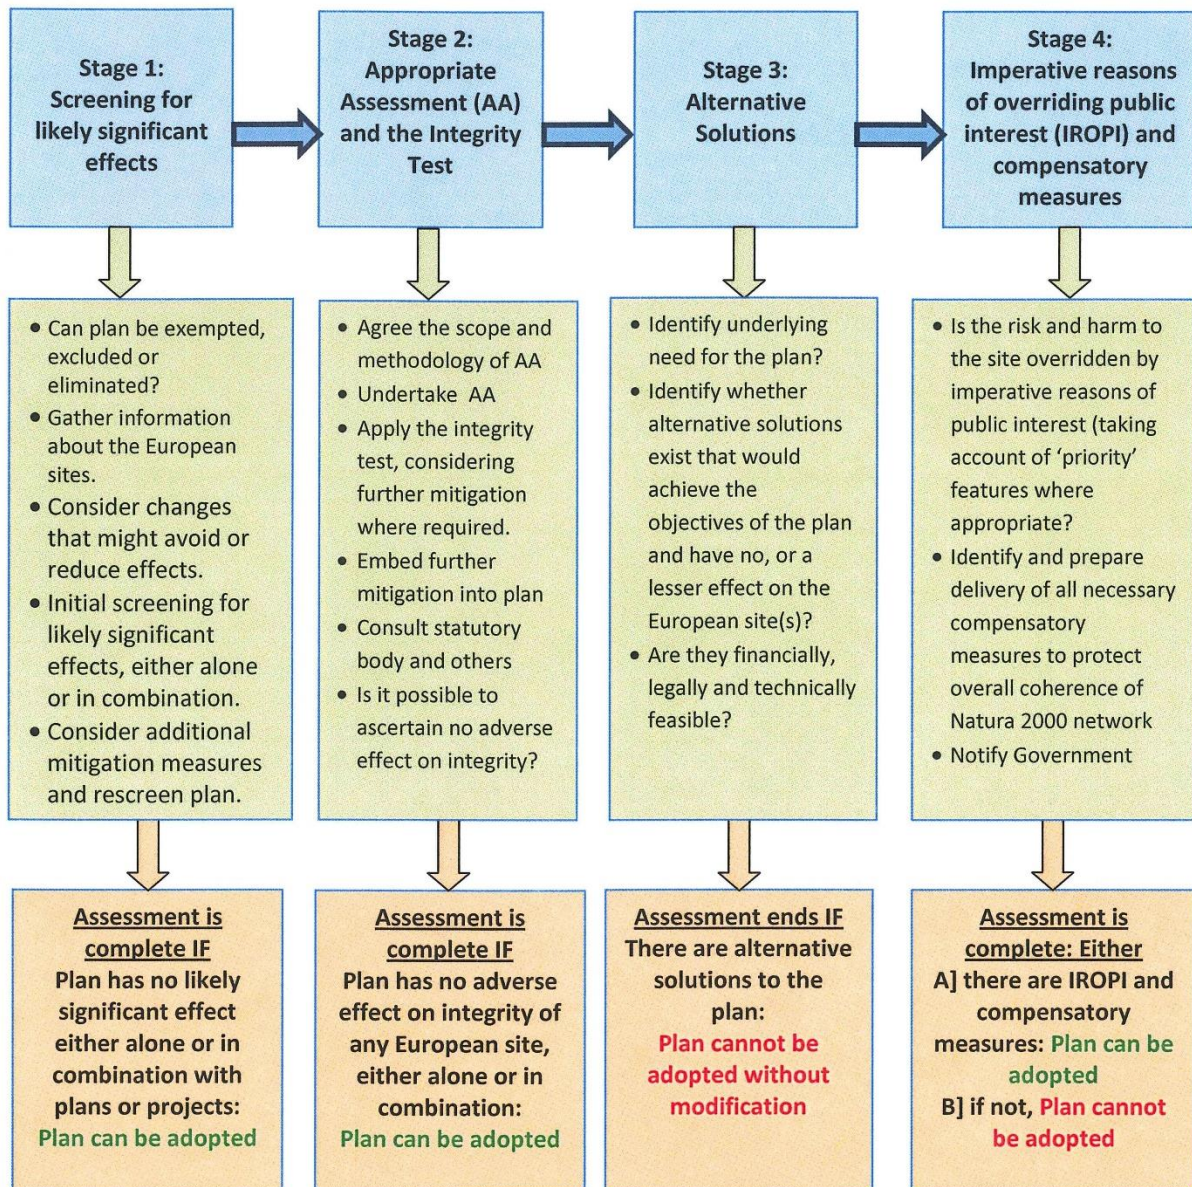 Stage 1:
Screening for
likely significant
effects
Stage 2:
Appropriate
Assessment (AA)
and the Integrity
Test
Stage 3:
Alternative
Solutions
Stage 4:
Imperative reasons
of overriding public
interest (IROPI) and
compensatory
measures
• Can plan be exempted,
excluded or
eliminated?
• Gather information
about the European
sites.
• Consider changes
that might avoid or
reduce effects.
• Initial screening for
likely significant
effects, either alone
or in combination.
• Consider additional
mitigation measures
and rescreen plan.
• Agree the scope and
methodology of AA
• Undertake AA
• Apply the integrity
test, considering
further mitigation
where required.
• Embed further
mitigation into plan
• Consult statutory
body and others
• Is it possible to
ascertain no adverse
effect on integrity?
• Identify underlying
need for the plan?
• Identify whether
alternative solutions
exist that would
achieve the
objectives of the plan
and have no, or a
lesser effect on the
European site(s)?
• Are they financially,
legally and technically
feasible?
• Is the risk and harm to
the site overridden by
imperative reasons of
public interest (taking
account of ‘priority’
features where
appropriate?
• Identify and prepare
delivery of all necessary
compensatory
measures to protect
overall coherence of
Natura 2000 network
• Notify Government
Assessment is
complete IF
Plan has no likely
significant effect
either alone or in
combination with
plans or projects:
Plan can be adopted
Assessment is
complete IF
Plan has no adverse
effect on integrity of
any European site,
either alone or in
combination:
Plan can be adopted
Assessment ends IF
There are alternative
solutions to the
plan:
Plan cannot be
adopted without
modification
Assessment is
complete: Either
A] there are IROPI and
compensatory
measures: Plan can be
adopted
B] if not, Plan cannot
be adopted